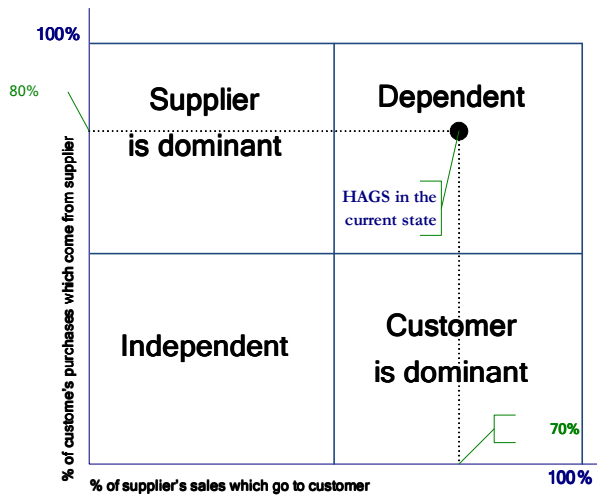 100%
80%
Supplier
is dominant
Dependent
HAGS in the
current state
% of custome's purchases which come from supplier
Independent
Customer
is dominant
70%
% of supplier's sales which go to customer
100%